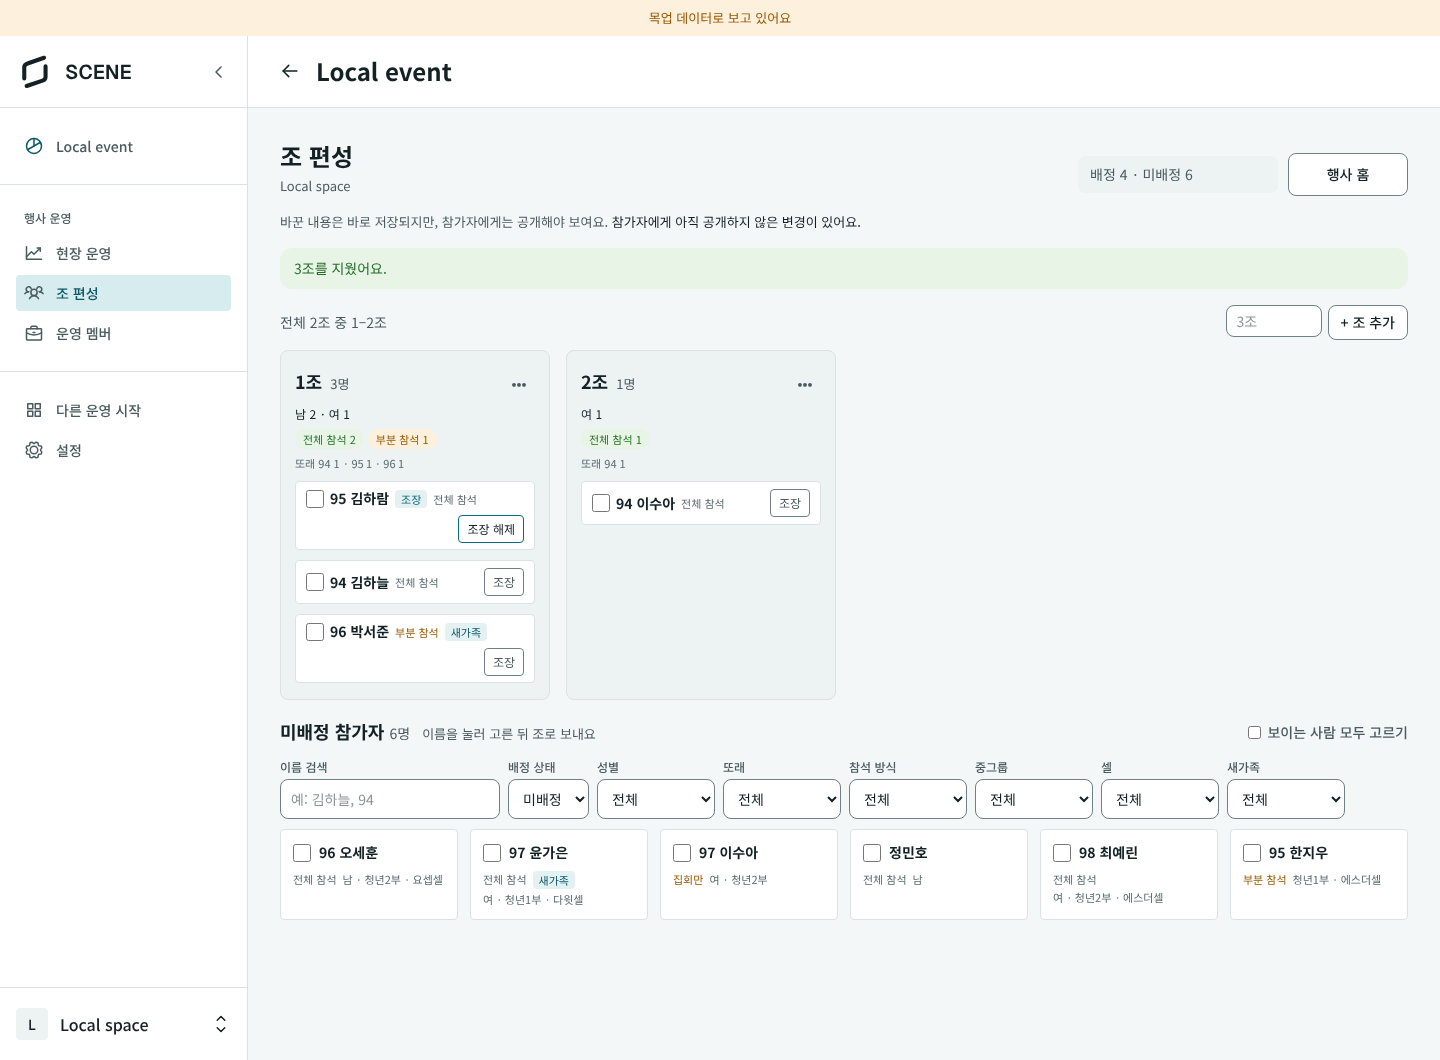 목업 데이터로 보고 있어요
SCENE
Local event
Local event
행사 운영
현장 운영
조 편성
운영 멤버
다른 운영 시작
설정
L Local space
조 편성
Local space
배정 4 · 미배정 6
행사 홈
바꾼 내용은 바로 저장되지만, 참가자에게는 공개해야 보여요. 참가자에게 아직 공개하지 않은 변경이 있어요.
3조를 지웠어요.
전체 2조 중 1–2조
3조
+ 조 추가
1조 3명
남 2 · 여 1
전체 참석 2 부분 참석 1
또래 94 1 · 95 1 · 96 1
95 김하람 조장 전체 참석
조장 해제
94 김하늘 전체 참석 조장
96 박서준 부분 참석 새가족
조장
2조 1명
여 1
전체 참석 1
또래 94 1
94 이수아 전체 참석 조장
미배정 참가자 6명 이름을 눌러 고른 뒤 조로 보내요
보이는 사람 모두 고르기
이름 검색 배정 상태 성별 또래 참석 방식 중그룹 셀 새가족
예: 김하늘, 94 미배정 전체 전체 전체 전체 전체 전체
96 오세훈
전체 참석 남 · 청년2부 · 요셉셀
97 윤가은
전체 참석 새가족
여 · 청년1부 · 다윗셀
97 이수아
집회만 여 · 청년2부
정민호
전체 참석 남
98 최예린
전체 참석
여 · 청년2부 · 에스더셀
95 한지우
부분 참석 청년1부 · 에스더셀